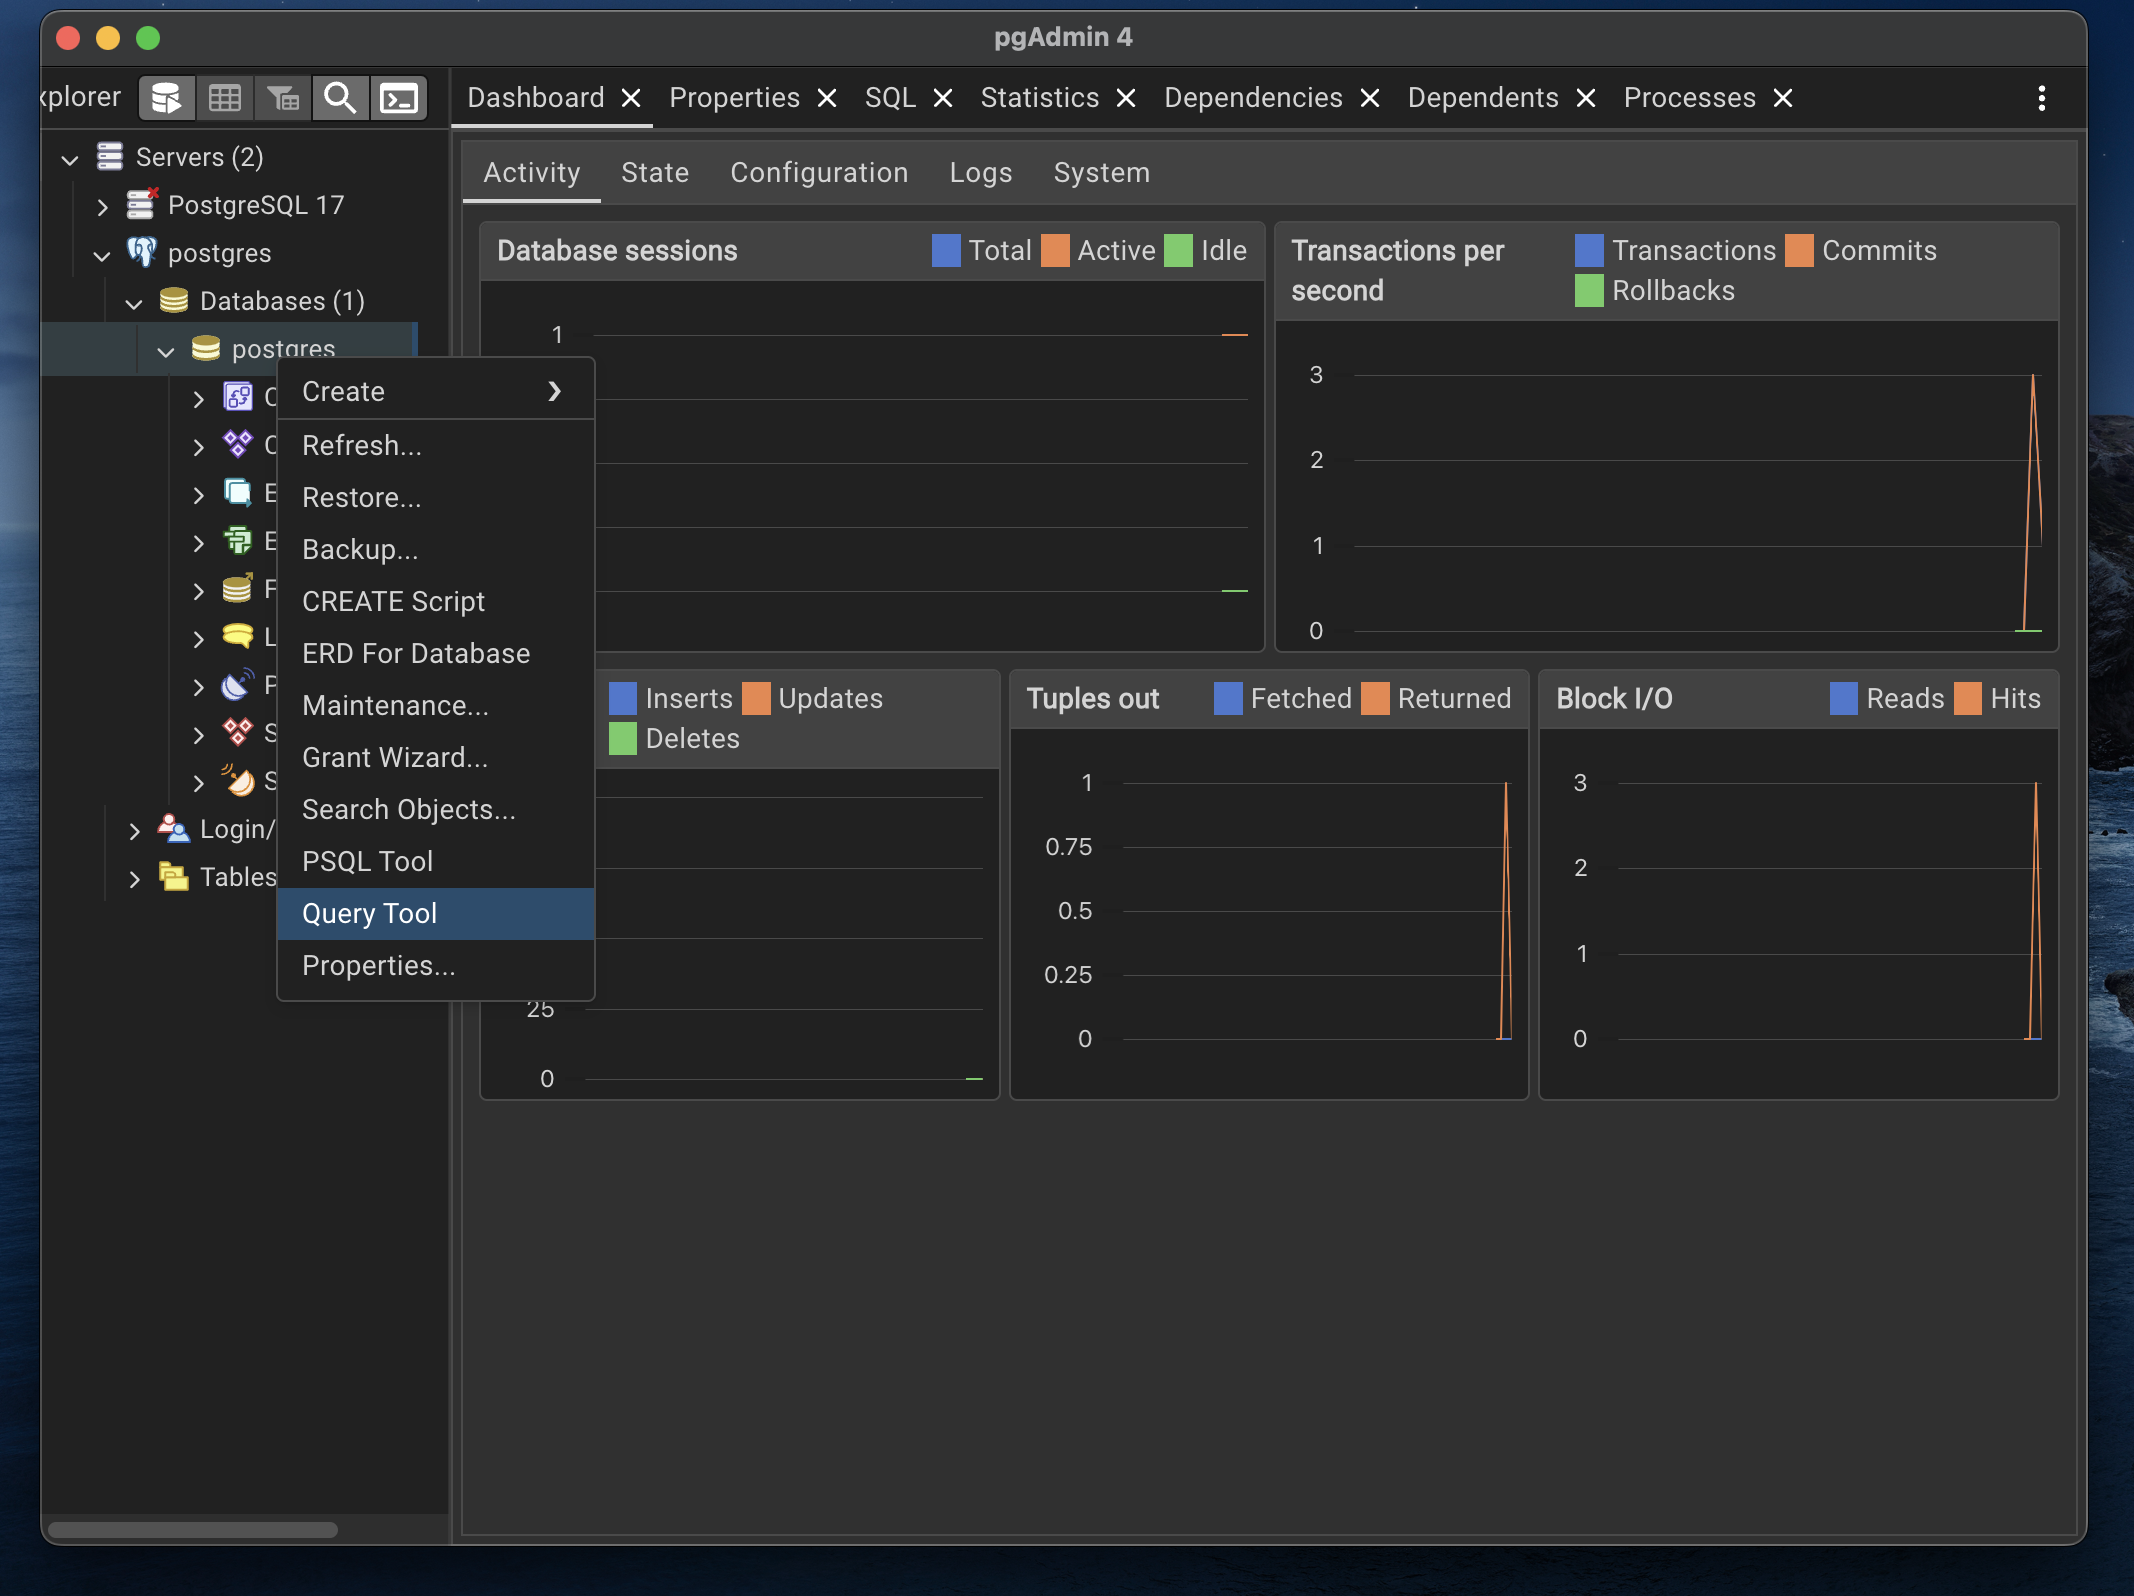 pgAdmin 4
xplorer
Dashboard Properties SQL Statistics Dependencies Dependents Processes
Servers (2)
PostgreSQL 17
postgres
Databases (1)
postgres
Login/
Tables
Create
Refresh...
Restore...
Backup...
CREATE Script
ERD For Database
Maintenance...
Grant Wizard...
Search Objects...
PSQL Tool
Query Tool
Properties...
Activity State Configuration Logs System
Database sessions Total Active Idle
1
Transactions per second
Transactions Commits
Rollbacks
3
2
1
0
Inserts Updates
Deletes
25
0
Tuples out Fetched Returned
1
0.75
0.5
0.25
0
Block I/O Reads Hits
3
2
1
0